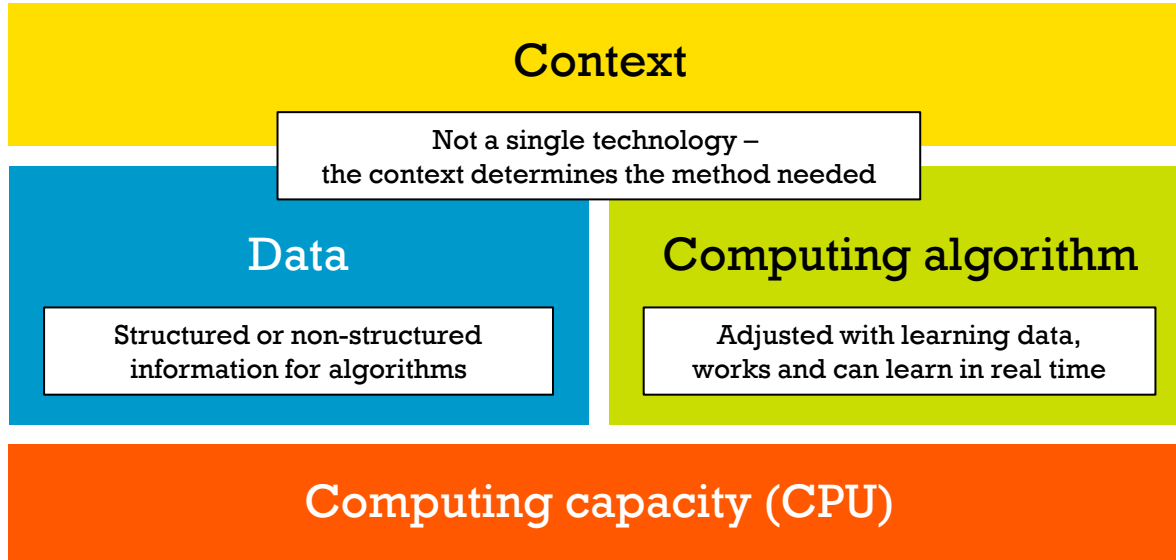 Context
Not a single technology –
the context determines the method needed
Data
Structured or non-structured
information for algorithms
Computing algorithm
Adjusted with learning data,
works and can learn in real time
Computing capacity (CPU)